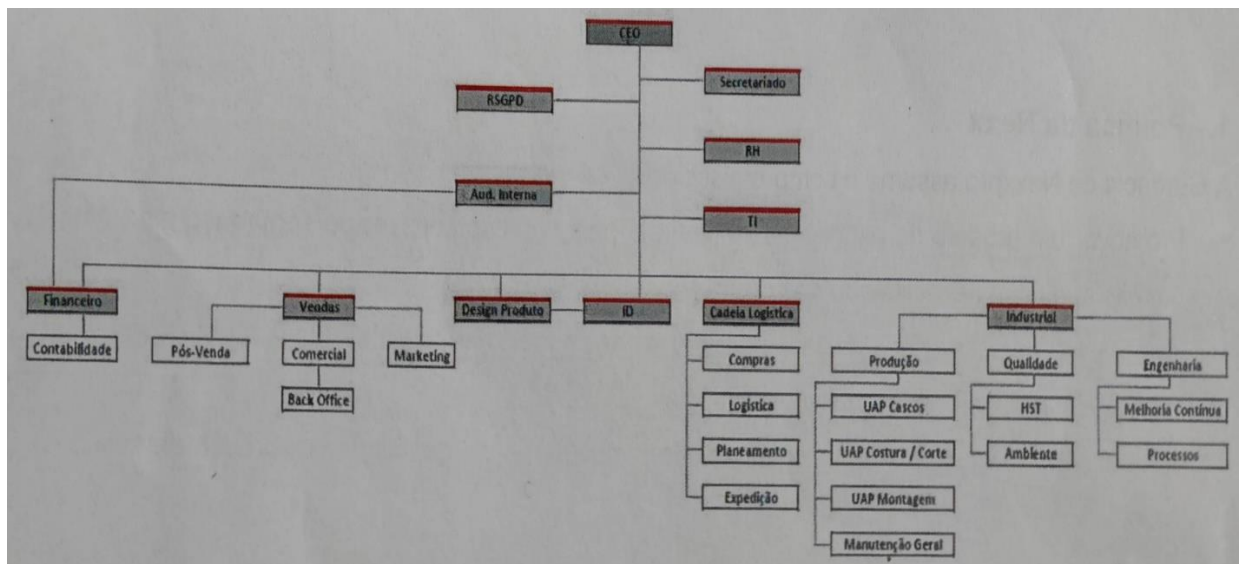 CEO
Secretariado
RSGPD
RH
Aud. Interna
TI
Financeiro
Vendas
Design Produto
ID
Cadeia Logística
Industrial
Contabilidade
Pós-Venda
Comercial
Marketing
Compras
Produção
Qualidade
Engenharia
Back Office
Logística
UAP Cascos
HST
Melhoria Contínua
Planeamento
UAP Costura / Corte
Ambiente
Processos
Expedição
UAP Montagem
Manutenção Geral